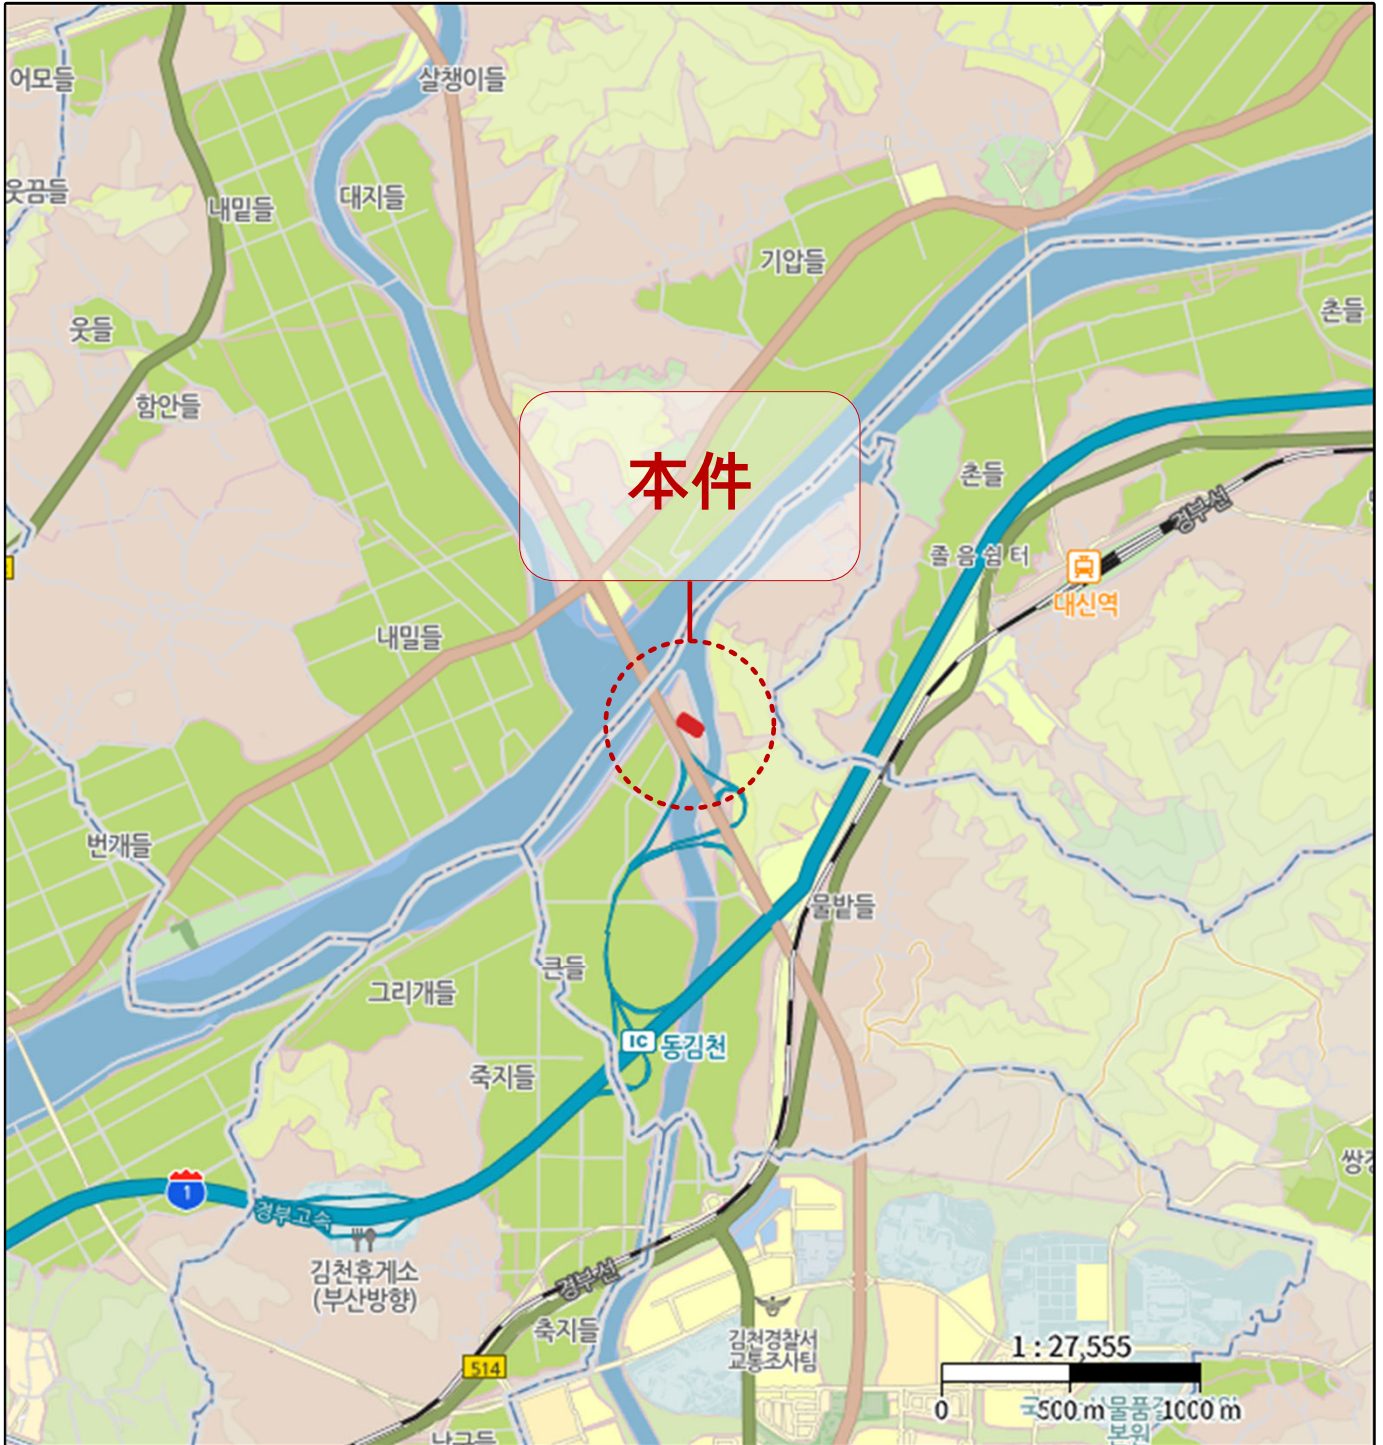 어모들
살챙이들
웃끔들
내밑들
대지들
기압들
촌들
웃들
함안들
本件
촌들
경부선
졸음쉼터
대신역
내밀들
번개들
물밭들
큰들
그리개들
IC 동김천
죽지들
쌍정
1
경부고속
김천휴게소
(부산방향)
경부선
축지들
김천경찰서
교통조사팀
514
1 : 27,555
0 500 m 1000 m
본원